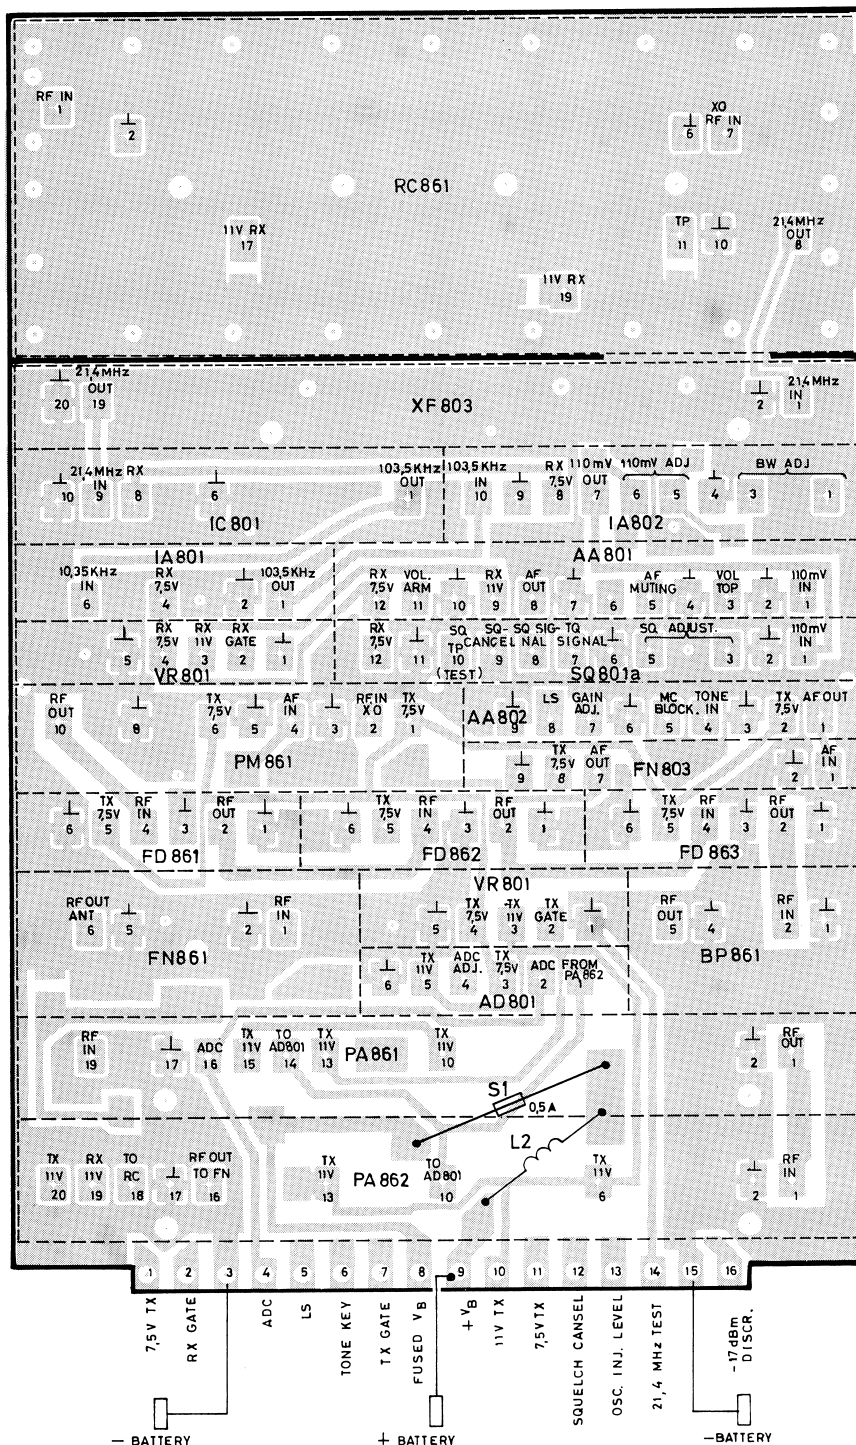 RF IN
1
⊥
2
XO
⊥ RF IN
6 7
RC861
11V RX
17
TP ⊥
11 10
21,4MHz
OUT
8
11V RX
19
⊥ 21,4MHz
OUT
20 19
XF803
⊥ 21,4MHz
IN
2 1
⊥ 21,4MHz RX ⊥ 103,5KHz
IN OUT
10 9 8 6 1
IC801
103,5KHz ⊥ RX 110mV 110mV ADJ ⊥ BW ADJ
IN 7,5V OUT
10 9 8 7 6 5 4 3 1
IA802
IA801
10,35KHz RX ⊥ 103,5KHz
IN 7,5V OUT
6 4 2 1
AA801
RX VOL. ⊥ RX AF ⊥ AF ⊥ VOL ⊥ 110mV
7,5V ARM 11V OUT MUTING TOP IN
12 11 10 9 8 7 6 5 4 3 2 1
⊥ RX RX RX ⊥
7,5V 11V GATE
5 4 3 2 1
VR801
RX ⊥ SQ SQ- SQ SIG- TQ ⊥ SQ ADJUST. ⊥ 110mV
7,5V TP CANCEL NAL SIGNAL IN
12 11 10 9 8 7 6 5 3 2 1
(TEST) SQ801a
RF ⊥ TX ⊥ AF ⊥ RF IN TX
OUT 7,5V IN XO 7,5V
10 8 6 5 4 3 2 1
PM861
AA802
⊥ LS GAIN ⊥ MC TONE ⊥ TX AF OUT
ADJ. BLOCK. IN 7,5V
9 8 7 6 5 4 3 2 1
⊥ TX AF ⊥ AF
7,5V OUT IN
9 8 7 2 1
FN803
⊥ TX RF ⊥ RF ⊥
7,5V IN OUT
6 5 4 3 2 1
FD861
⊥ TX RF ⊥ RF ⊥
7,5V IN OUT
6 5 4 3 2 1
FD862
⊥ TX RF ⊥ RF ⊥
7,5V IN OUT
6 5 4 3 2 1
FD 863
RF OUT ⊥ ⊥ RF
ANT IN
6 5 2 1
FN861
VR801
⊥ TX TX TX ⊥
7,5V 11V GATE
5 4 3 2 1
RF ⊥ RF ⊥
OUT IN
5 4 2 1
BP861
⊥ TX ADC TX ADC FROM
11V ADJ. 7,5V PA862
6 5 4 3 2 1
AD801
RF ⊥ ADC TX TO TX TX
IN 11V AD801 11V 11V
19 17 16 15 14 13 10
PA861
⊥ RF
OUT
2 1
S1
0,5A
L2
TX RX TO ⊥ RF OUT TX TO TX
11V 11V RC TO FN 11V AD801 11V
20 19 18 17 16 13 10 6
PA862
⊥ RF
IN
2 1
1 2 3 4 5 6 7 8 9 10 11 12 13 14 15 16
7,5V TX
RX GATE
ADC
LS
TONE KEY
TX GATE
FUSED VB
+VB
11V TX
7,5V TX
SQUELCH CANSEL
OSC. INJ. LEVEL
21,4 MHz TEST
-17dBm
DISCR.
— BATTERY
+ BATTERY
—BATTERY